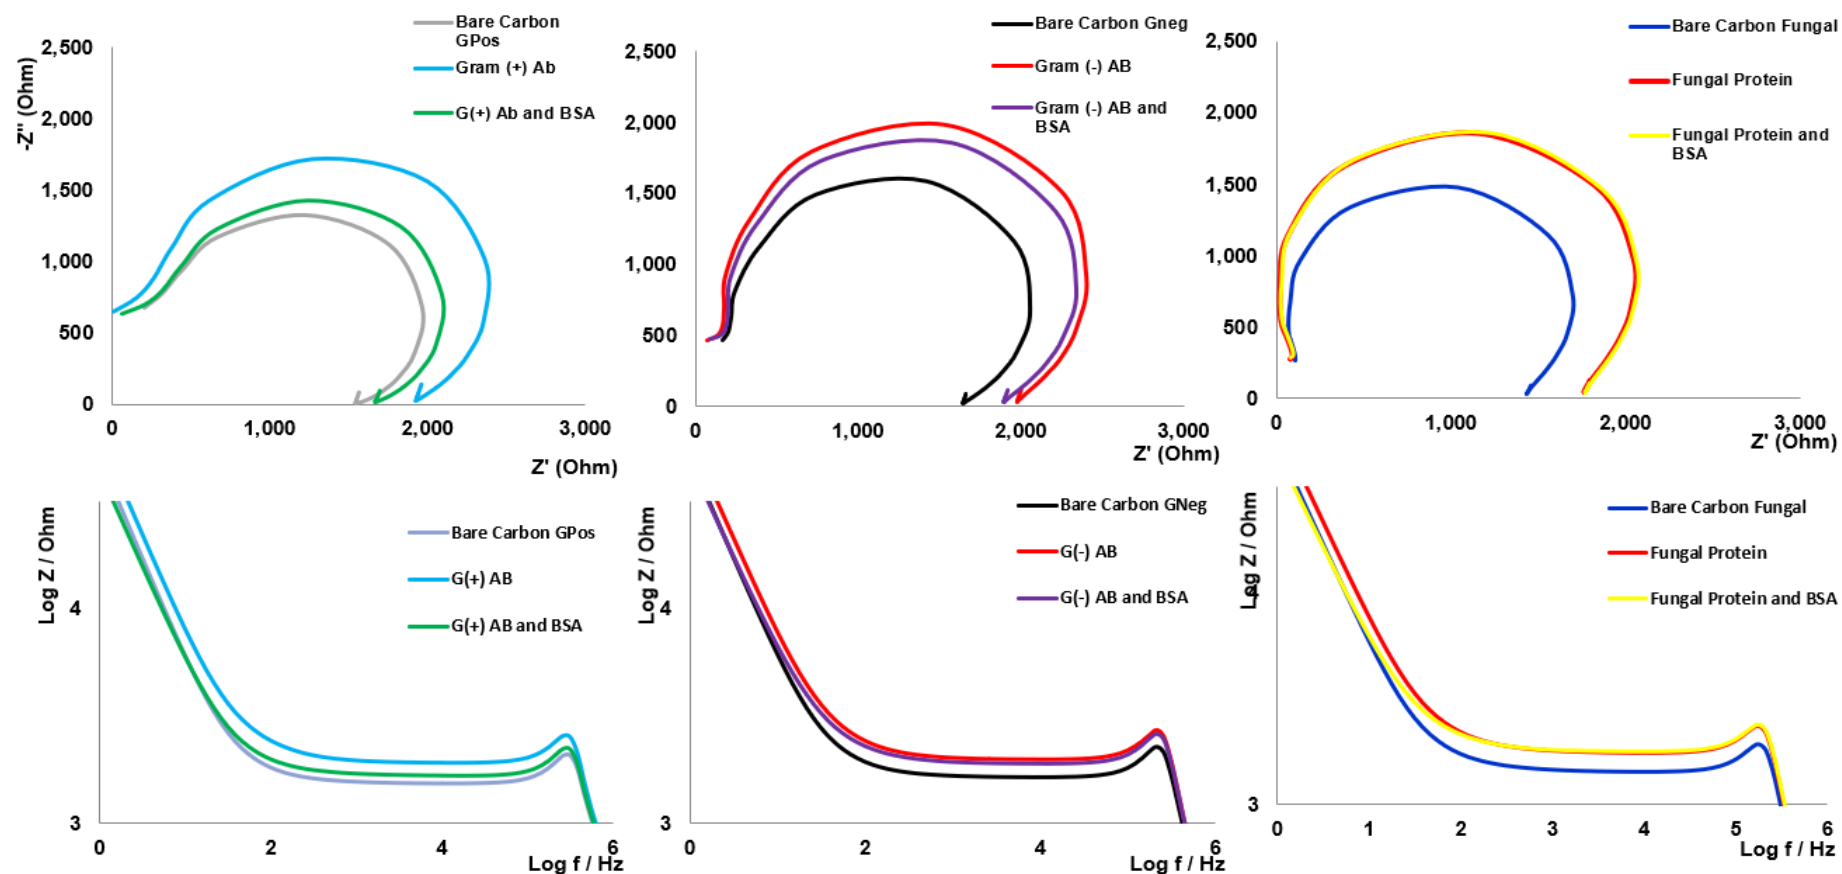 Bare Carbon
GPos
Gram (+) Ab
G(+) Ab and BSA
-Z" (Ohm)
2,500
2,000
1,500
1,000
500
0
0
1,000
2,000
3,000
Z' (Ohm)
Bare Carbon Gneg
Gram (-) AB
Gram (-) AB and
BSA
2,500
2,000
1,500
1,000
500
0
0
1,000
2,000
3,000
Z' (Ohm)
Bare Carbon Fungal
Fungal Protein
Fungal Protein and
BSA
2,500
2,000
1,500
1,000
500
0
0
1,000
2,000
3,000
Z' (Ohm)
Log Z / Ohm
Bare Carbon GPos
G(+) AB
G(+) AB and BSA
4
3
0
2
4
6
Log f / Hz
Log Z / Ohm
Bare Carbon GNeg
G(-) AB
G(-) AB and BSA
4
3
0
2
4
6
Log f / Hz
Log Z / Ohm
Bare Carbon Fungal
Fungal Protein
Fungal Protein and BSA
4
3
0
1
2
3
4
5
6
Log f / Hz